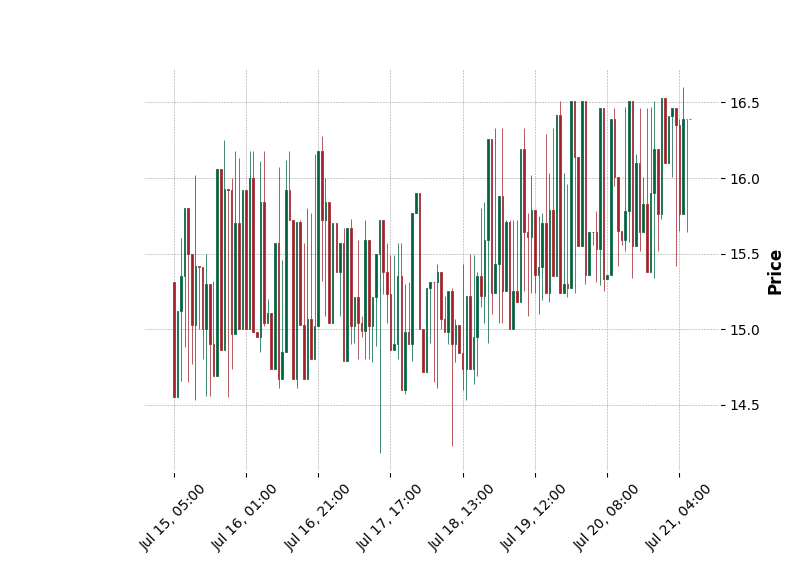 16.5
16.0
15.5
15.0
14.5
Price
Jul 15, 05:00
Jul 16, 01:00
Jul 16, 21:00
Jul 17, 17:00
Jul 18, 13:00
Jul 19, 12:00
Jul 20, 08:00
Jul 21, 04:00